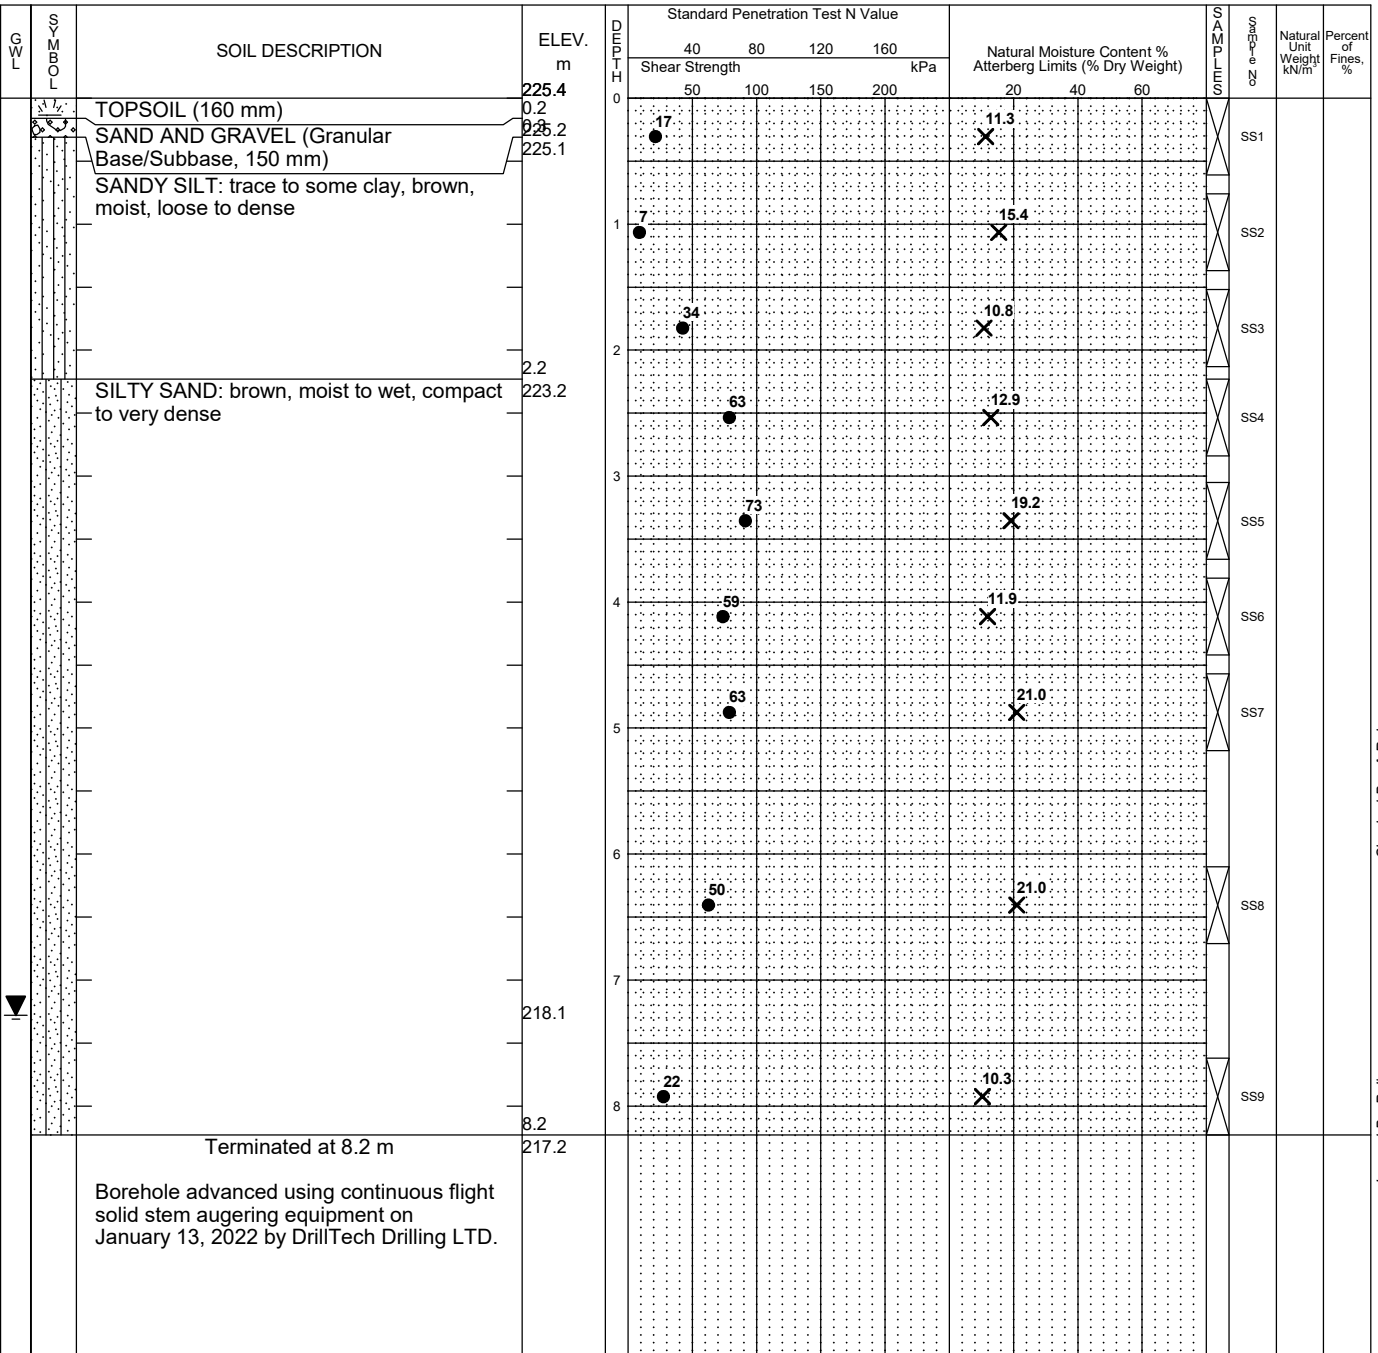 GWL
SYMBOL
SOIL DESCRIPTION
ELEV.
m
225.4
DEPTH
Standard Penetration Test N Value
40 80 120 160
Shear Strength kPa
50 100 150 200
Natural Moisture Content %
Atterberg Limits (% Dry Weight)
20 40 60
SAMPLES
Sample No
Natural
Unit
Weight
kN/m³
Percent
of
Fines,
%
0
TOPSOIL (160 mm)
0.2
225.2
SAND AND GRAVEL (Granular
Base/Subbase, 150 mm)
0.3
225.1
17 11.3 SS1
SANDY SILT: trace to some clay, brown,
moist, loose to dense
1
7 15.4 SS2
34 10.8 SS3
2
2.2
223.2
SILTY SAND: brown, moist to wet, compact
to very dense
63 12.9 SS4
3
73 19.2 SS5
4
59 11.9 SS6
63 21.0 SS7
5
6
50 21.0 SS8
7
218.1
22 10.3 SS9
8
8.2
217.2
Terminated at 8.2 m
Borehole advanced using continuous flight
solid stem augering equipment on
January 13, 2022 by DrillTech Drilling LTD.